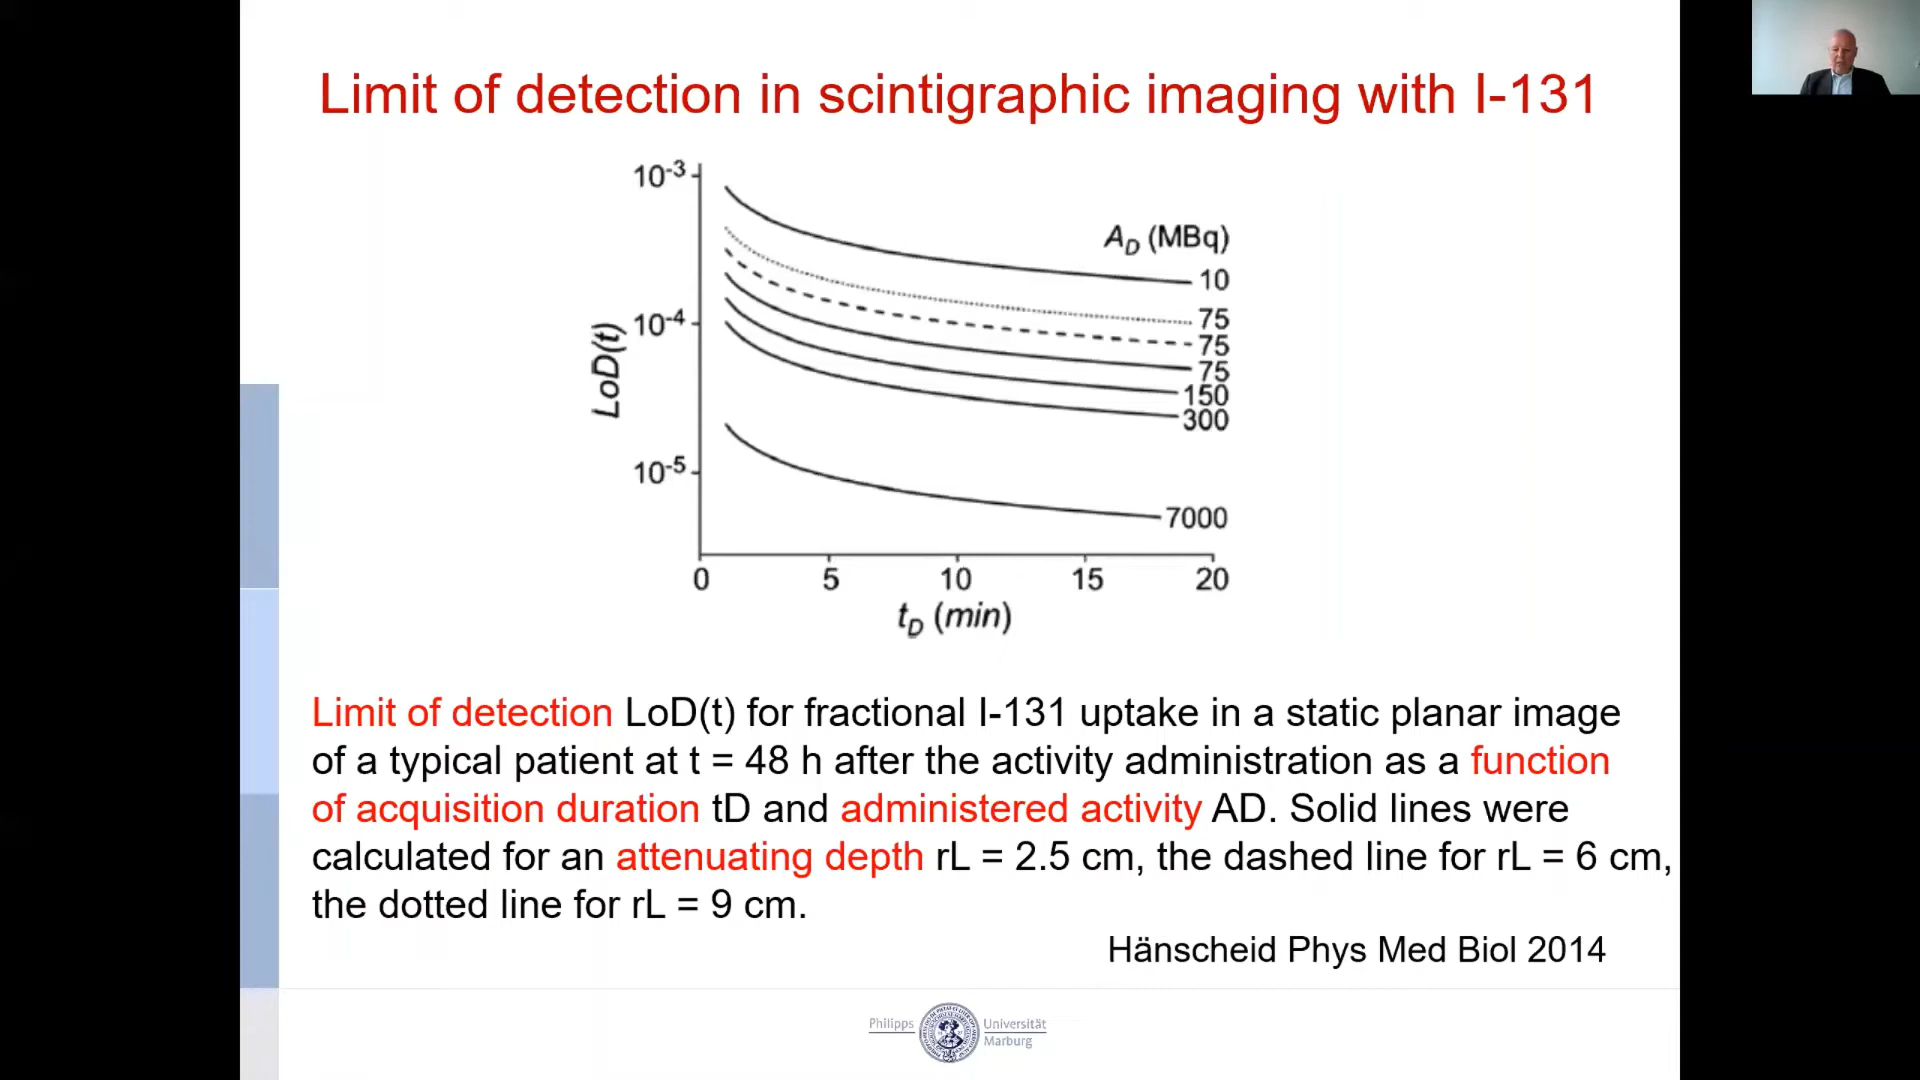 Limit of detection in scintigraphic imaging with I-131
10-3
10-4
10-5
LoD(t)
AD (MBq)
10
75
75
75
150
300
7000
0 5 10 15 20
tD (min)
Limit of detection LoD(t) for fractional I-131 uptake in a static planar image
of a typical patient at t = 48 h after the activity administration as a function
of acquisition duration tD and administered activity AD. Solid lines were
calculated for an attenuating depth rL = 2.5 cm, the dashed line for rL = 6 cm,
the dotted line for rL = 9 cm.
Hänscheid Phys Med Biol 2014
Philipps Universität
Marburg